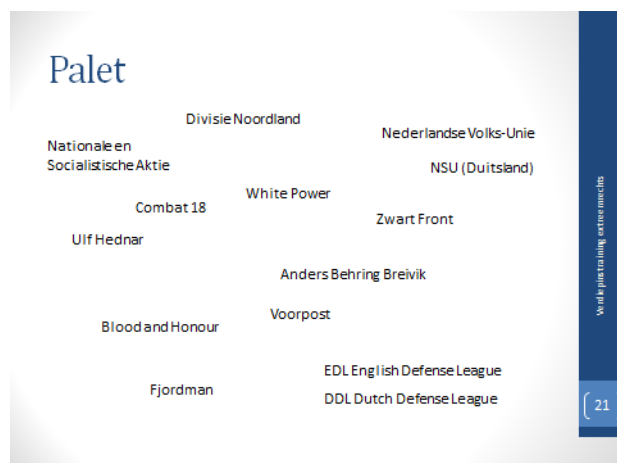 Palet
Divisie Noordland
Nederlandse Volks-Unie
Nationale en
Socialistische Aktie
NSU (Duitsland)
White Power
Combat 18
Zwart Front
Ulf Hednar
Anders Behring Breivik
Voorpost
Blood and Honour
EDL English Defense League
Fjordman
DDL Dutch Defense League
Verdiepinstraining extreemrechts
21